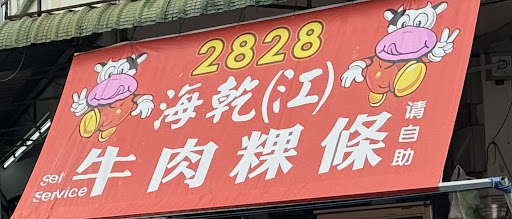 2828
海乾(江)
牛肉粿條
Self
Service
请自助